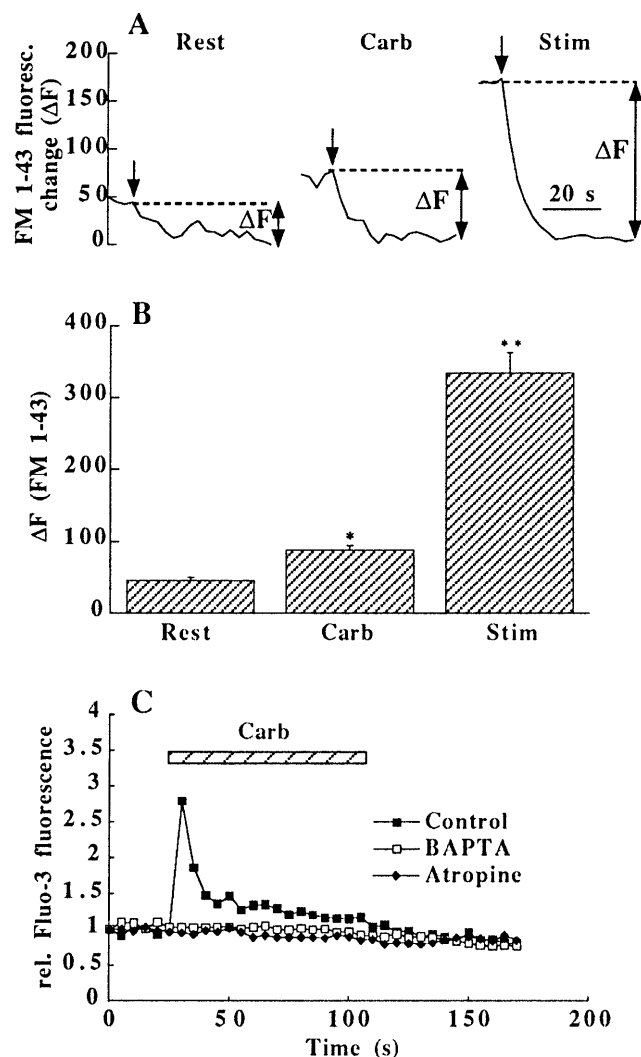 A
Rest
Carb
Stim
FM 1-43 fluoresc.
change (ΔF)
200
150
100
50
0
ΔF
ΔF
ΔF
20 s
B
ΔF (FM 1-43)
400
300
200
100
0
*
**
Rest
Carb
Stim
C
rel. Fluo-3 fluorescence
4
3.5
3
2.5
2
1.5
1
0.5
0
Carb
Control
BAPTA
Atropine
0
50
100
150
200
Time (s)